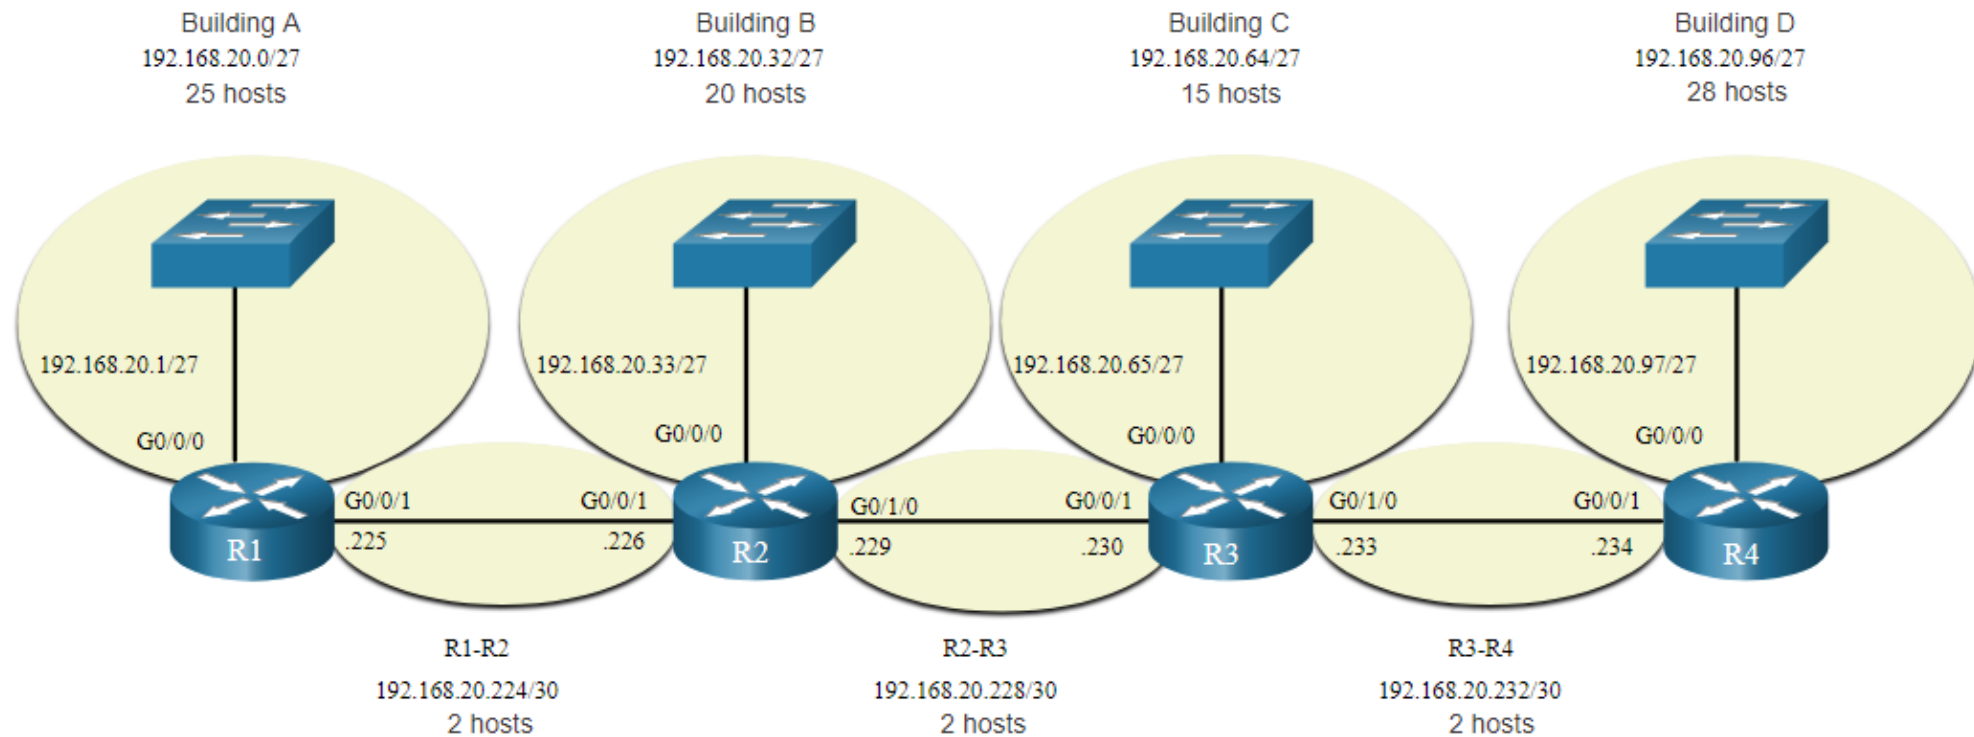 Building A
192.168.20.0/27
25 hosts
Building B
192.168.20.32/27
20 hosts
Building C
192.168.20.64/27
15 hosts
Building D
192.168.20.96/27
28 hosts
192.168.20.1/27
G0/0/0
192.168.20.33/27
G0/0/0
192.168.20.65/27
G0/0/0
192.168.20.97/27
G0/0/0
R1
G0/0/1
.225
G0/0/1
.226
R2
G0/1/0
.229
G0/0/1
.230
R3
G0/1/0
.233
G0/0/1
.234
R4
R1-R2
192.168.20.224/30
2 hosts
R2-R3
192.168.20.228/30
2 hosts
R3-R4
192.168.20.232/30
2 hosts